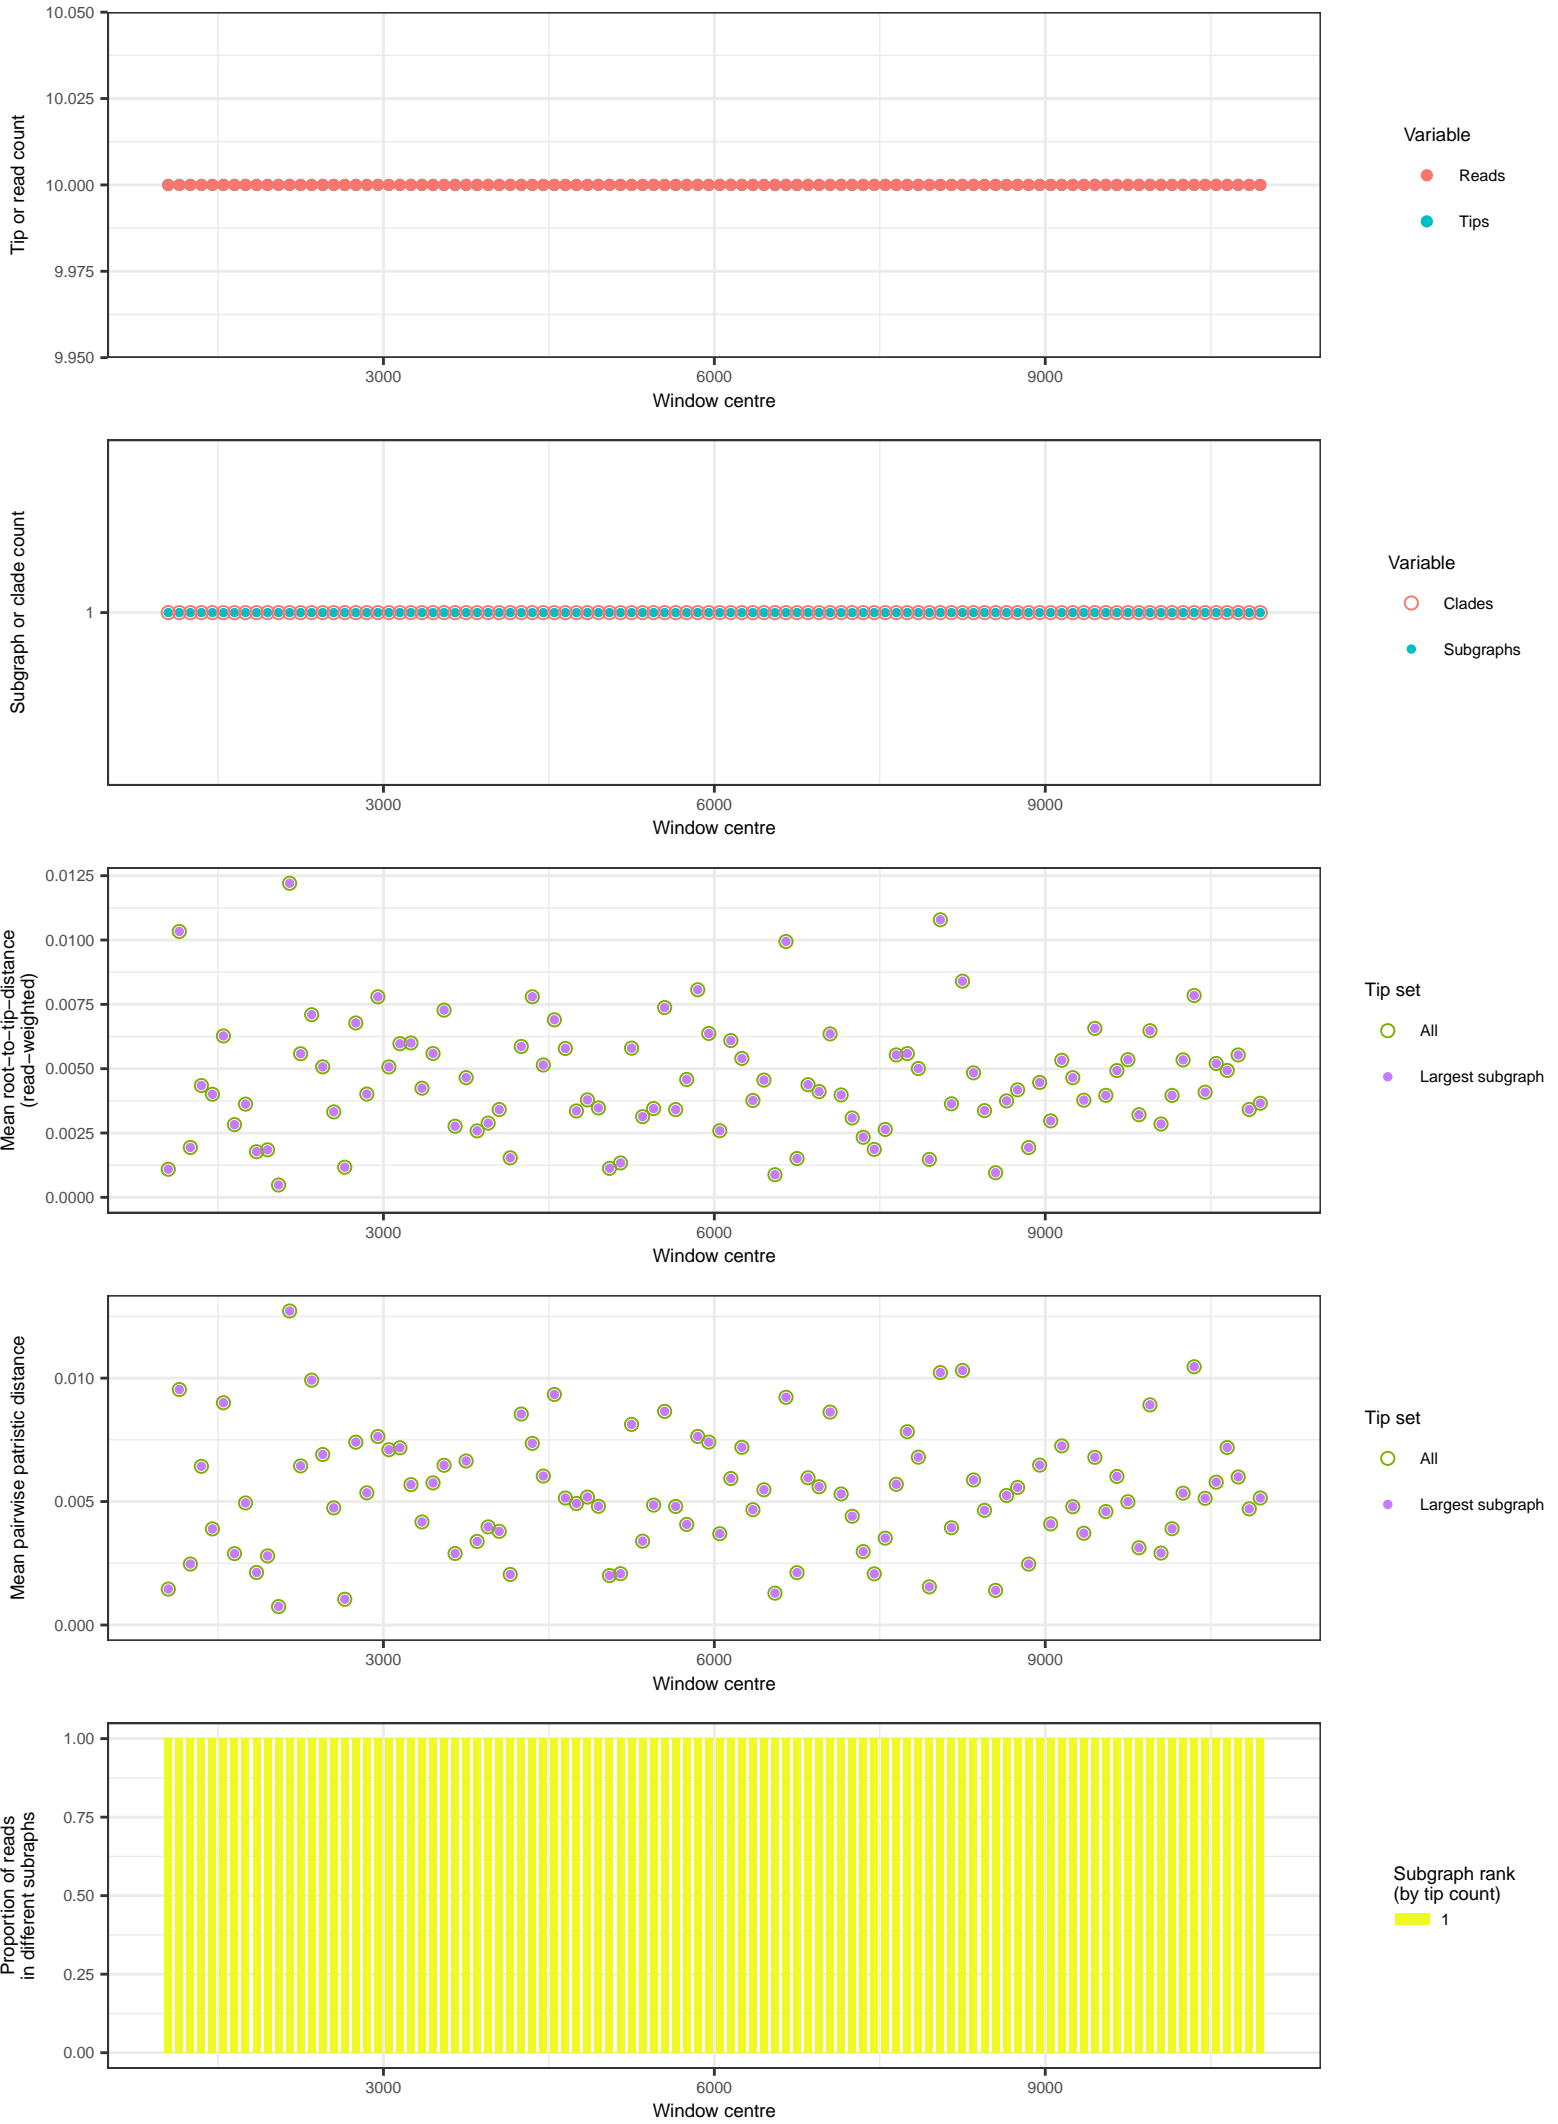 10.050
10.025
10.000
9.975
9.950
Tip or read count
3000
6000
9000
Window centre
Variable
Reads
Tips
1
Subgraph or clade count
3000
6000
9000
Window centre
Variable
Clades
Subgraphs
0.0125
0.0100
0.0075
0.0050
0.0025
0.0000
Mean root−to−tip−distance
(read−weighted)
3000
6000
9000
Window centre
Tip set
All
Largest subgraph
0.010
0.005
0.000
Mean pairwise patristic distance
3000
6000
9000
Window centre
Tip set
All
Largest subgraph
1.00
0.75
0.50
0.25
0.00
Proportion of reads
in different subraphs
3000
6000
9000
Window centre
Subgraph rank
(by tip count)
1